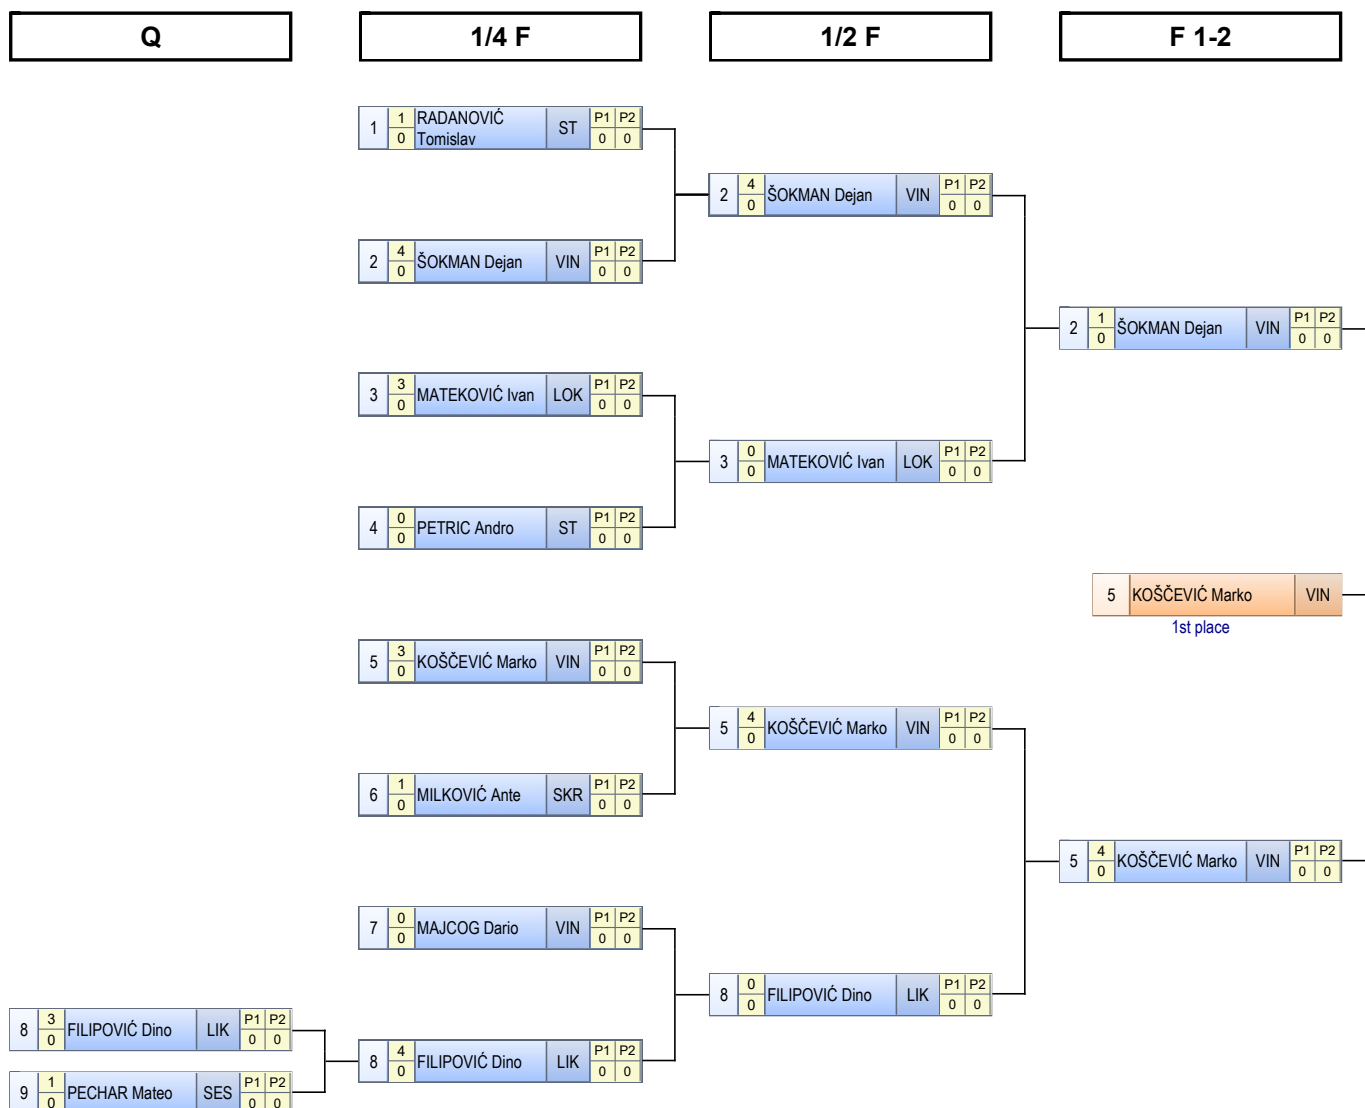 Q
1/4 F
1/2 F
F 1-2
1 1 0 RADANOVIĆ Tomislav ST P1 P2 0 0
2 4 0 ŠOKMAN Dejan VIN P1 P2 0 0
2 4 0 ŠOKMAN Dejan VIN P1 P2 0 0
2 1 0 ŠOKMAN Dejan VIN P1 P2 0 0
3 3 0 MATEKOVIĆ Ivan LOK P1 P2 0 0
3 0 0 MATEKOVIĆ Ivan LOK P1 P2 0 0
4 0 0 PETRIC Andro ST P1 P2 0 0
5 KOŠČEVIĆ Marko VIN
1st place
5 3 0 KOŠČEVIĆ Marko VIN P1 P2 0 0
5 4 0 KOŠČEVIĆ Marko VIN P1 P2 0 0
6 1 0 MILKOVIĆ Ante SKR P1 P2 0 0
5 4 0 KOŠČEVIĆ Marko VIN P1 P2 0 0
7 0 0 MAJCOG Dario VIN P1 P2 0 0
8 0 0 FILIPOVIĆ Dino LIK P1 P2 0 0
8 3 0 FILIPOVIĆ Dino LIK P1 P2 0 0
8 4 0 FILIPOVIĆ Dino LIK P1 P2 0 0
9 1 0 PECHAR Mateo SES P1 P2 0 0